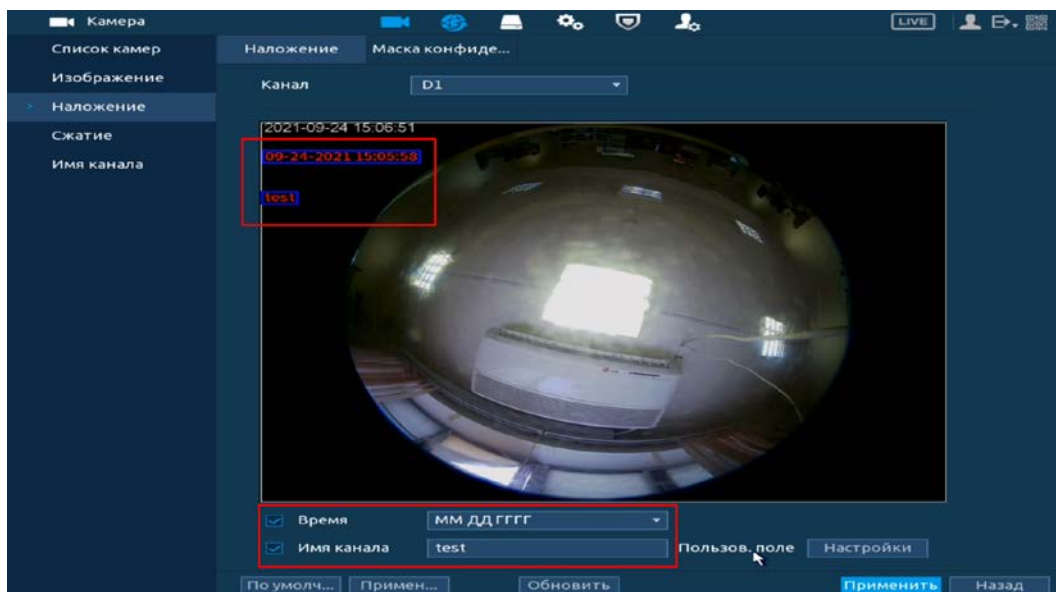 Камера LIVE
Список камер
Изображение
Наложение
Сжатие
Имя канала
Наложение Маска конфиде...
Канал D1
2021-09-24 15:06:51
09-24-2021 15:05:58
test
Время ММ ДД ГГГГ
Имя канала test Пользов. поле Настройки
По умолч... Примен... Обновить Применить Назад